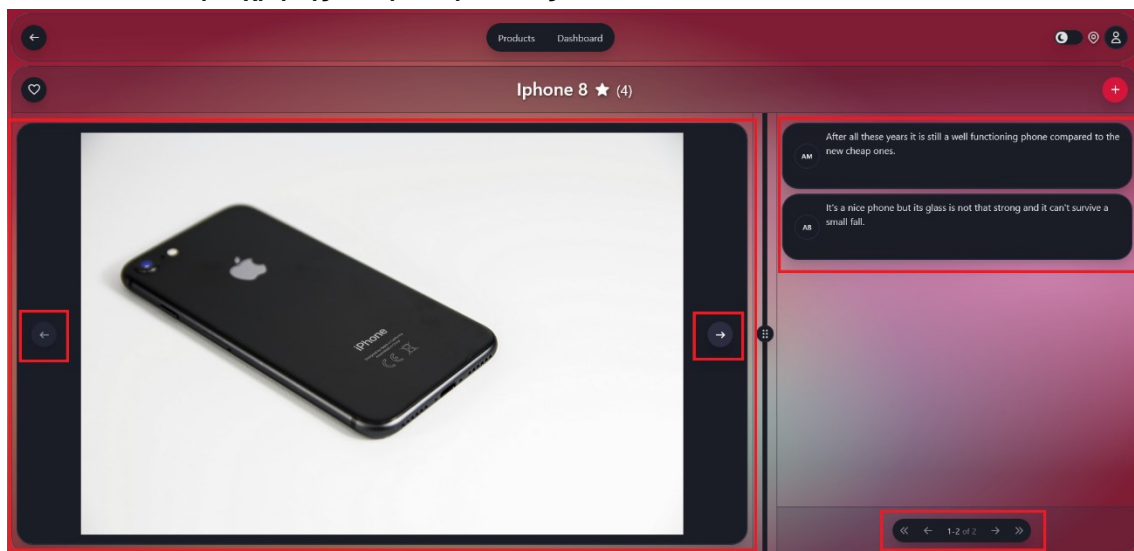 Products Dashboard
Iphone 8 ★ (4)
AM
After all these years it is still a well functioning phone compared to the
new cheap ones.
AB
It's a nice phone but its glass is not that strong and it can't survive a
small fall.
iPhone
1-2 of 2